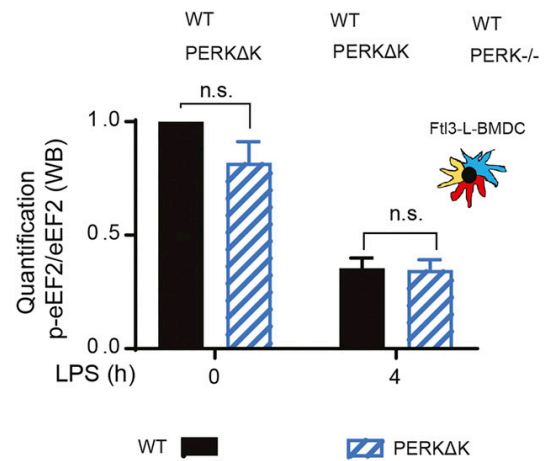 WT WT WT
PERKΔK PERKΔK PERK-/-
n.s.
1.0
Ftl3-L-BMDC
n.s.
0.5
Quantification
p-eEF2/eEF2 (WB)
0.0
LPS (h) 0 4
WT PERKΔK